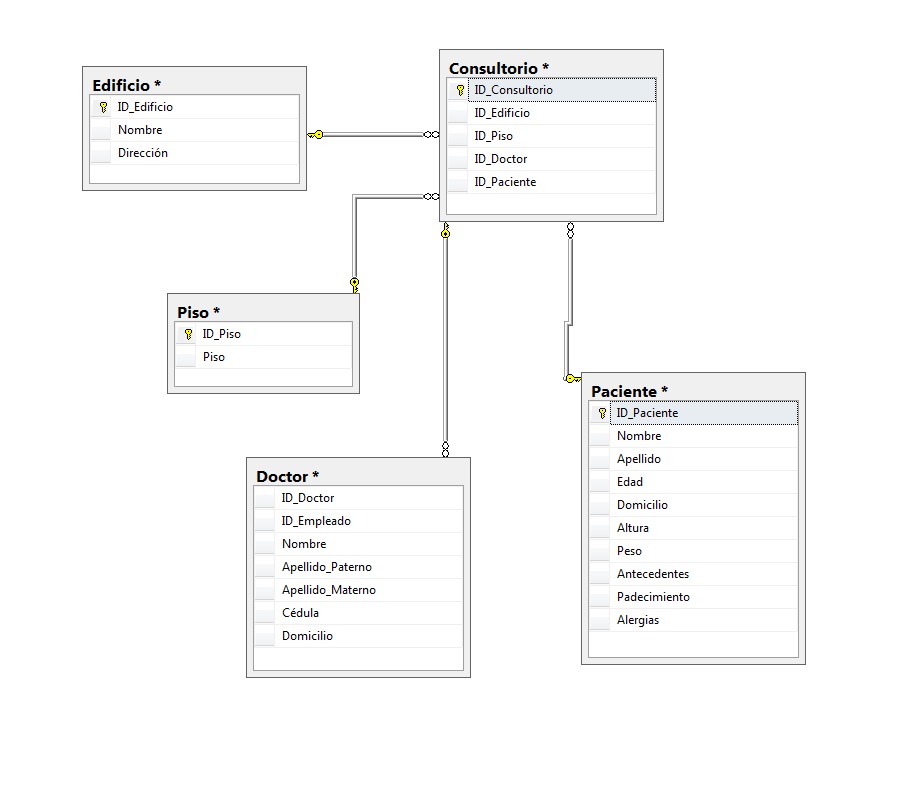 Edificio *
ID_Edificio
Nombre
Dirección
Consultorio *
ID_Consultorio
ID_Edificio
ID_Piso
ID_Doctor
ID_Paciente
Piso *
ID_Piso
Piso
Doctor *
ID_Doctor
ID_Empleado
Nombre
Apellido_Paterno
Apellido_Materno
Cédula
Domicilio
Paciente *
ID_Paciente
Nombre
Apellido
Edad
Domicilio
Altura
Peso
Antecedentes
Padecimiento
Alergias